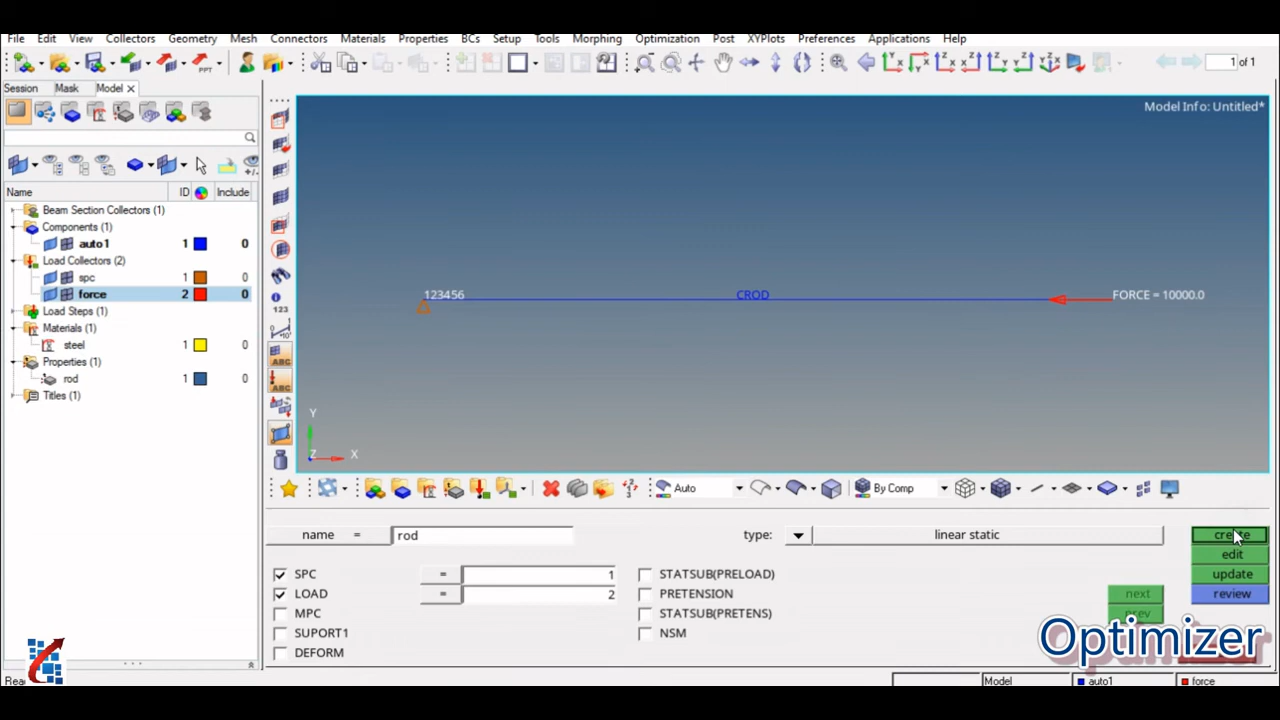 File Edit View Collectors Geometry Mesh Connectors Materials Properties BCs Setup Tools Morphing Optimization Post XYPlots Preferences Applications Help
1 of 1
Session Mask Model
Model Info: Untitled*
Name ID Include
Beam Section Collectors (1)
Components (1)
auto1 1 0
Load Collectors (2)
spc 1 0
force 2 0
Load Steps (1)
Materials (1)
steel 1 0
Properties (1)
rod 1 0
Titles (1)
123
ABC
ABC
123456 CROD FORCE = 10000.0
Y
Z X
Auto By Comp
name = rod type: linear static create
edit
SPC = 1 STATSUB(PRELOAD) update
LOAD = 2 PRETENSION next review
MPC STATSUB(PRETENS) prev
SUPORT1 NSM
DEFORM
Optimizer
Model auto1 force